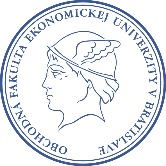 OBCHODNÁ FAKULTA EKONOMICKEJ UNIVERZITY V BRATISLAVE